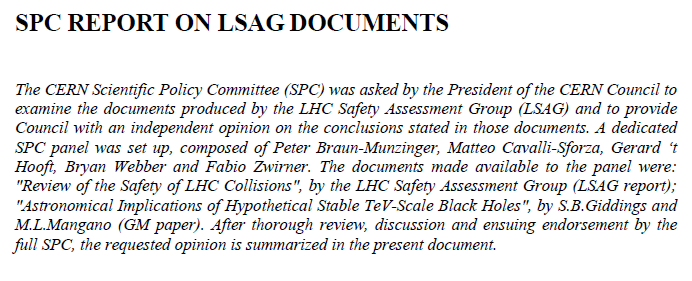 SPC REPORT ON LSAG DOCUMENTS
The CERN Scientific Policy Committee (SPC) was asked by the President of the CERN Council to
examine the documents produced by the LHC Safety Assessment Group (LSAG) and to provide
Council with an independent opinion on the conclusions stated in those documents. A dedicated
SPC panel was set up, composed of Peter Braun-Munzinger, Matteo Cavalli-Sforza, Gerard 't
Hooft, Bryan Webber and Fabio Zwirner. The documents made available to the panel were:
"Review of the Safety of LHC Collisions", by the LHC Safety Assessment Group (LSAG report);
"Astronomical Implications of Hypothetical Stable TeV-Scale Black Holes", by S.B.Giddings and
M.L.Mangano (GM paper). After thorough review, discussion and ensuing endorsement by the
full SPC, the requested opinion is summarized in the present document.